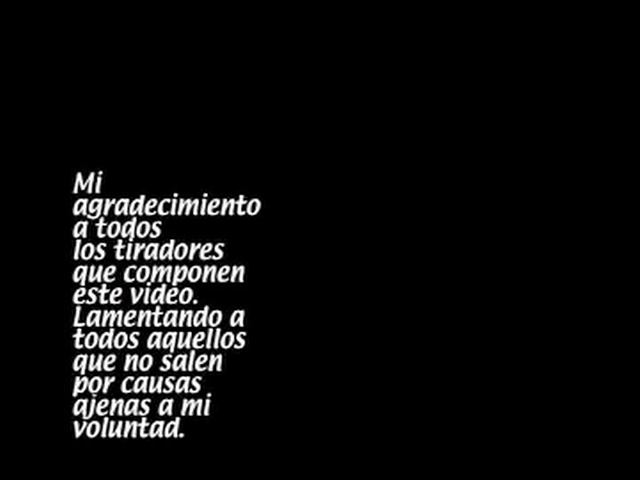 Mi
agradecimiento
a todos
los tiradores
que componen
este video.
Lamentando a
todos aquellos
que no salen
por causas
ajenas a mi
voluntad.